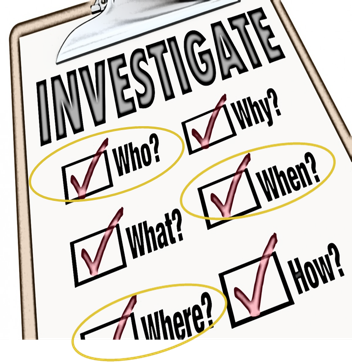 INVESTIGATE
Who? Why?
What? When?
Where? How?